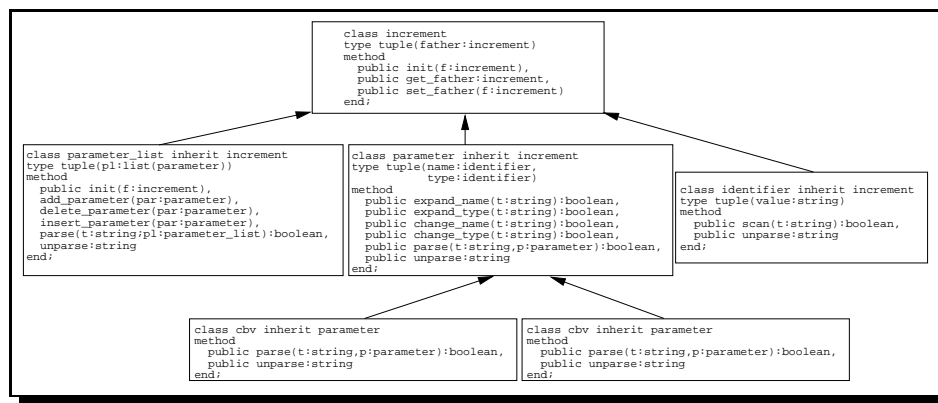 class increment
type tuple(father:increment)
method
public init(f:increment),
public get_father:increment,
public set_father(f:increment)
end;
class parameter_list inherit increment
type tuple(pl:list(parameter))
method
public init(f:increment),
add_parameter(par:parameter),
delete_parameter(par:parameter),
insert_parameter(par:parameter),
parse(t:string;pl:parameter_list):boolean,
unparse:string
end;
class parameter inherit increment
type tuple(name:identifier,
type:identifier)
method
public expand_name(t:string):boolean,
public expand_type(t:string):boolean,
public change_name(t:string):boolean,
public change_type(t:string):boolean,
public parse(t:string,p:parameter):boolean,
public unparse:string
end;
class identifier inherit increment
type tuple(value:string)
method
public scan(t:string):boolean,
public unparse:string
end;
class cbv inherit parameter
method
public parse(t:string,p:parameter):boolean,
public unparse:string
end;
class cbv inherit parameter
method
public parse(t:string,p:parameter):boolean,
public unparse:string
end;